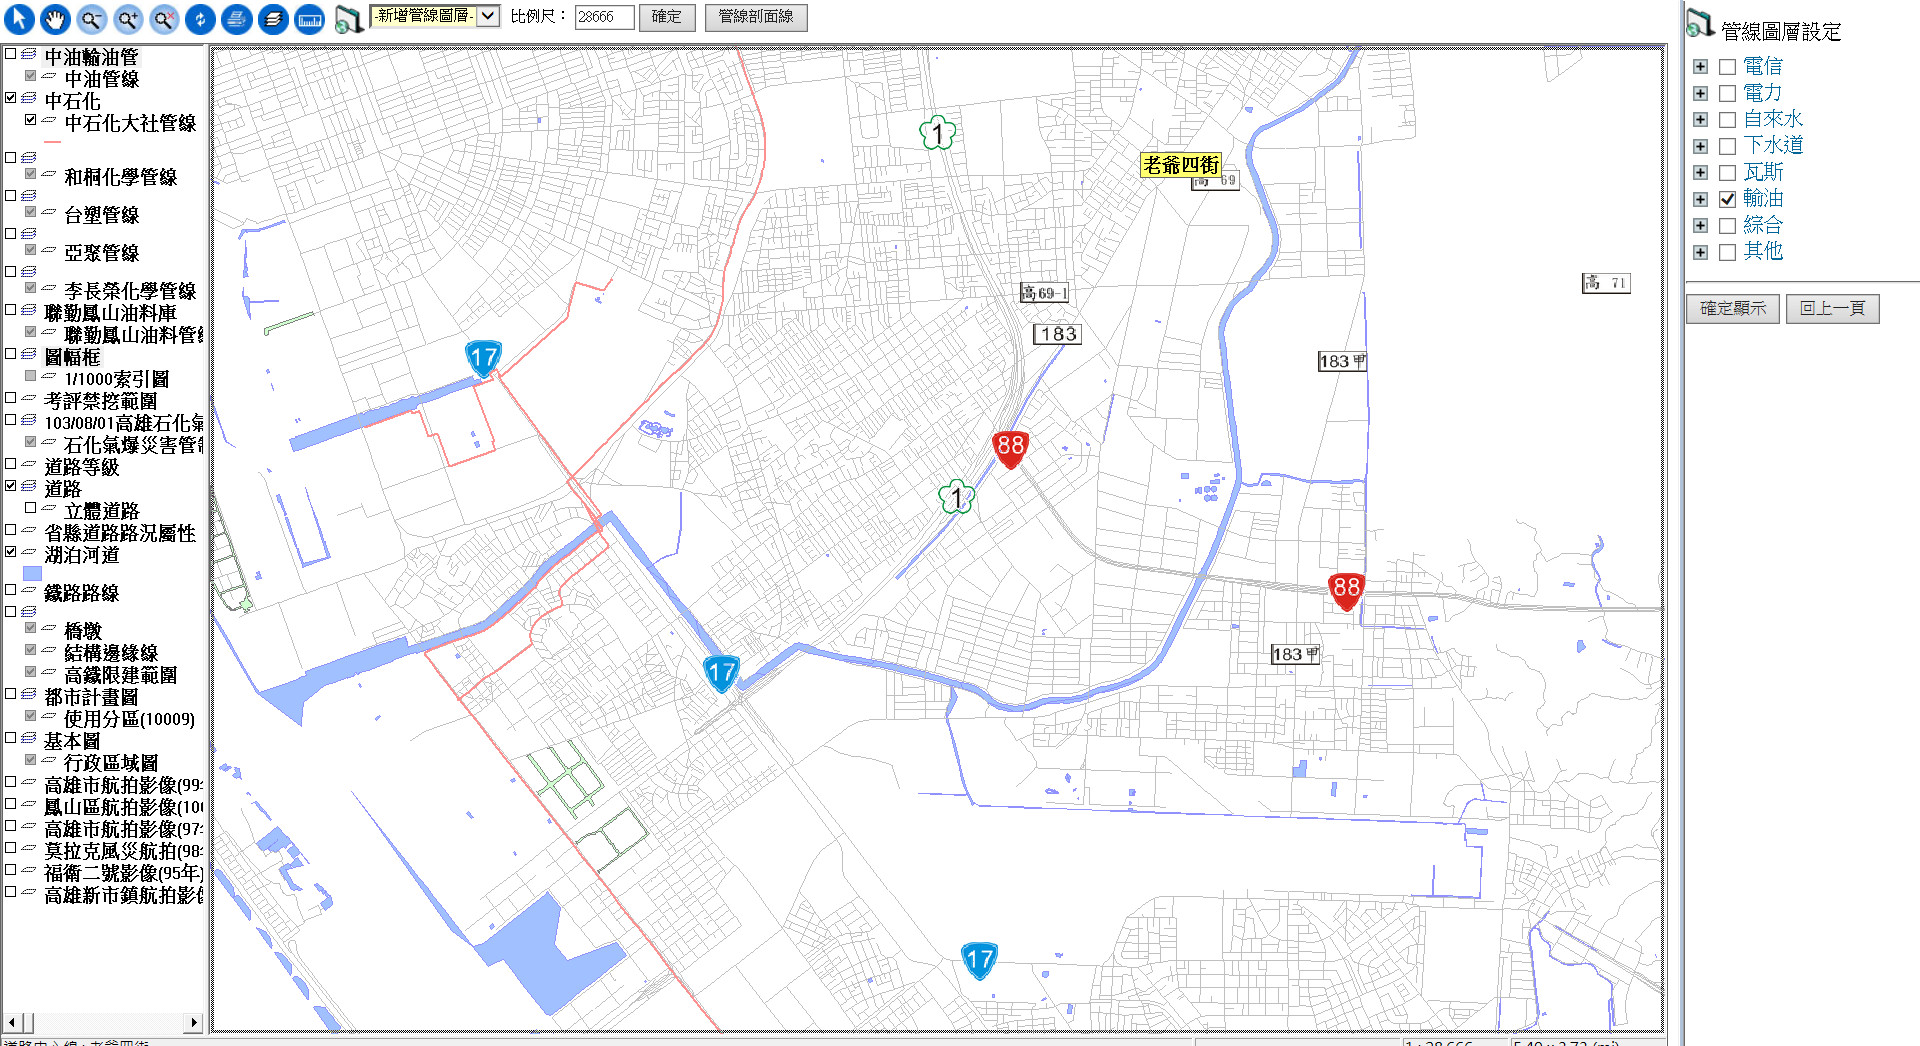 -新增管線圖層-
比例尺：
28666
確定
管線剖面線
中油輸油管
中油管線
中石化
中石化大社管線
和桐化學管線
台塑管線
亞聚管線
李長榮化學管線
聯勤鳳山油料庫
聯勤鳳山油料管
圖幅框
1/1000索引圖
考評禁挖範圍
103/08/01高雄石化氣
石化氣爆災害管
道路等級
道路
立體道路
省縣道路路況屬性
湖泊河道
鐵路路線
橋墩
結構邊緣線
高鐵限建範圍
都市計畫圖
使用分區(10009)
基本圖
行政區域圖
高雄市航拍影像(99
鳳山區航拍影像(10
高雄市航拍影像(97
莫拉克風災航拍(98
福衛二號影像(95年)
高雄新市鎮航拍影
1
老爺四街
高 69
高 71
高69-1
183
17
183甲
88
1
88
183甲
17
17
管線圖層設定
電信
電力
自來水
下水道
瓦斯
輸油
綜合
其他
確定顯示
回上一頁